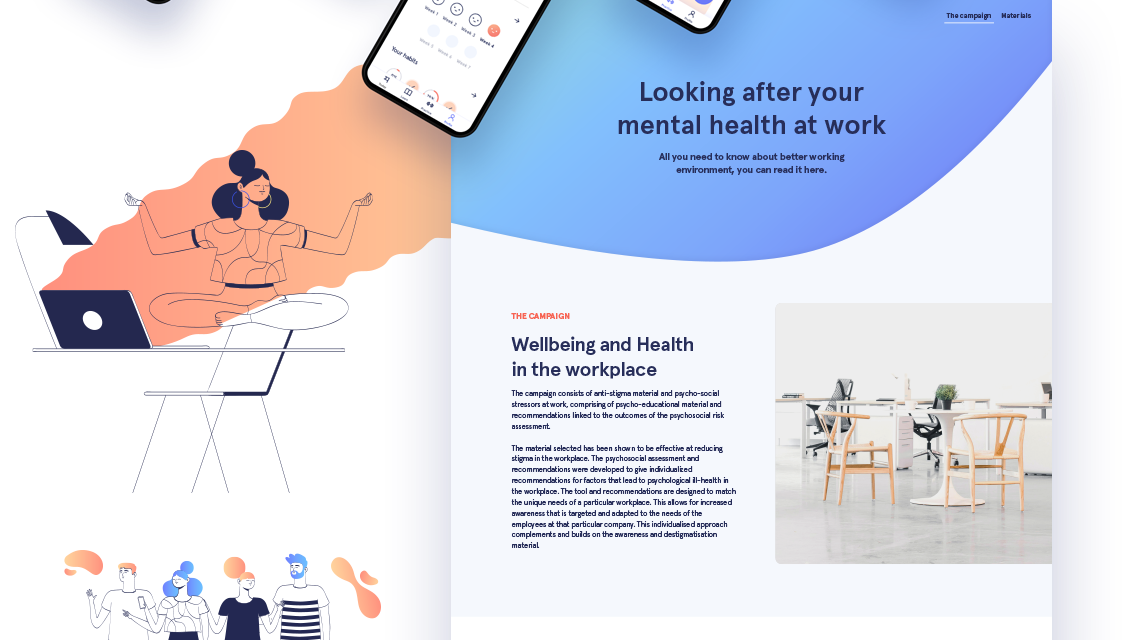 Week 1
Week 2
Week 3
Week 4
Week 5
Week 6
Week 7
Your habits
The campaign
Materials
Looking after your
mental health at work
All you need to know about better working
environment, you can read it here.
THE CAMPAIGN
Wellbeing and Health
in the workplace
The campaign consists of anti-stigma material and psycho-social
stressors at work, comprising of psycho-educational material and
recommendations linked to the outcomes of the psychosocial risk
assessment.
The material selected has been shown to be effective at reducing
stigma in the workplace. The psychosocial assessment and
recommendations were developed to give individualized
recommendations for factors that lead to psychological ill-health in
the workplace. The tool and recommendations are designed to match
the unique needs of a particular workplace. This allows for increased
awareness that is targeted and adapted to the needs of the
employees at that particular company. This individualised approach
complements and builds on the awareness and destigmatisation
material.